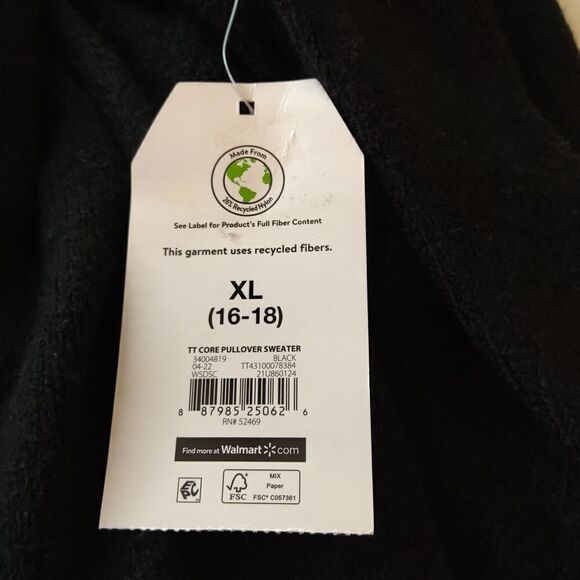 Made From
26% Recycled Nylon
See Label for Product's Full Fiber Content
This garment uses recycled fibers.
XL
(16-18)
TT CORE PULLOVER SWEATER
34004819 BLACK
04-22 TT43100078384
WSDSC 21U860124
8 87985 25062 6
RN# 52469
Find more at Walmart.com
FSC
MIX
Paper
FSC® C057361